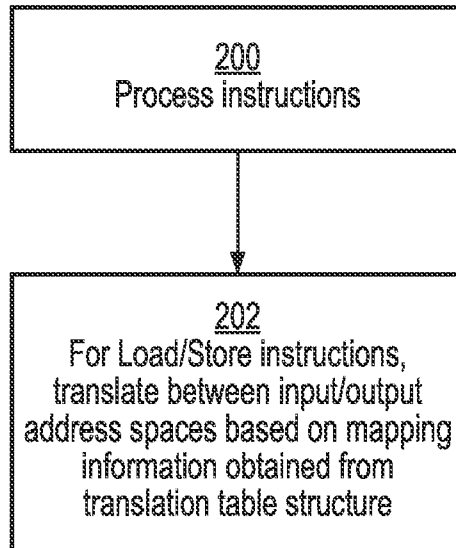 200
Process instructions
202
For Load/Store instructions,
translate between input/output
address spaces based on mapping
information obtained from
translation table structure